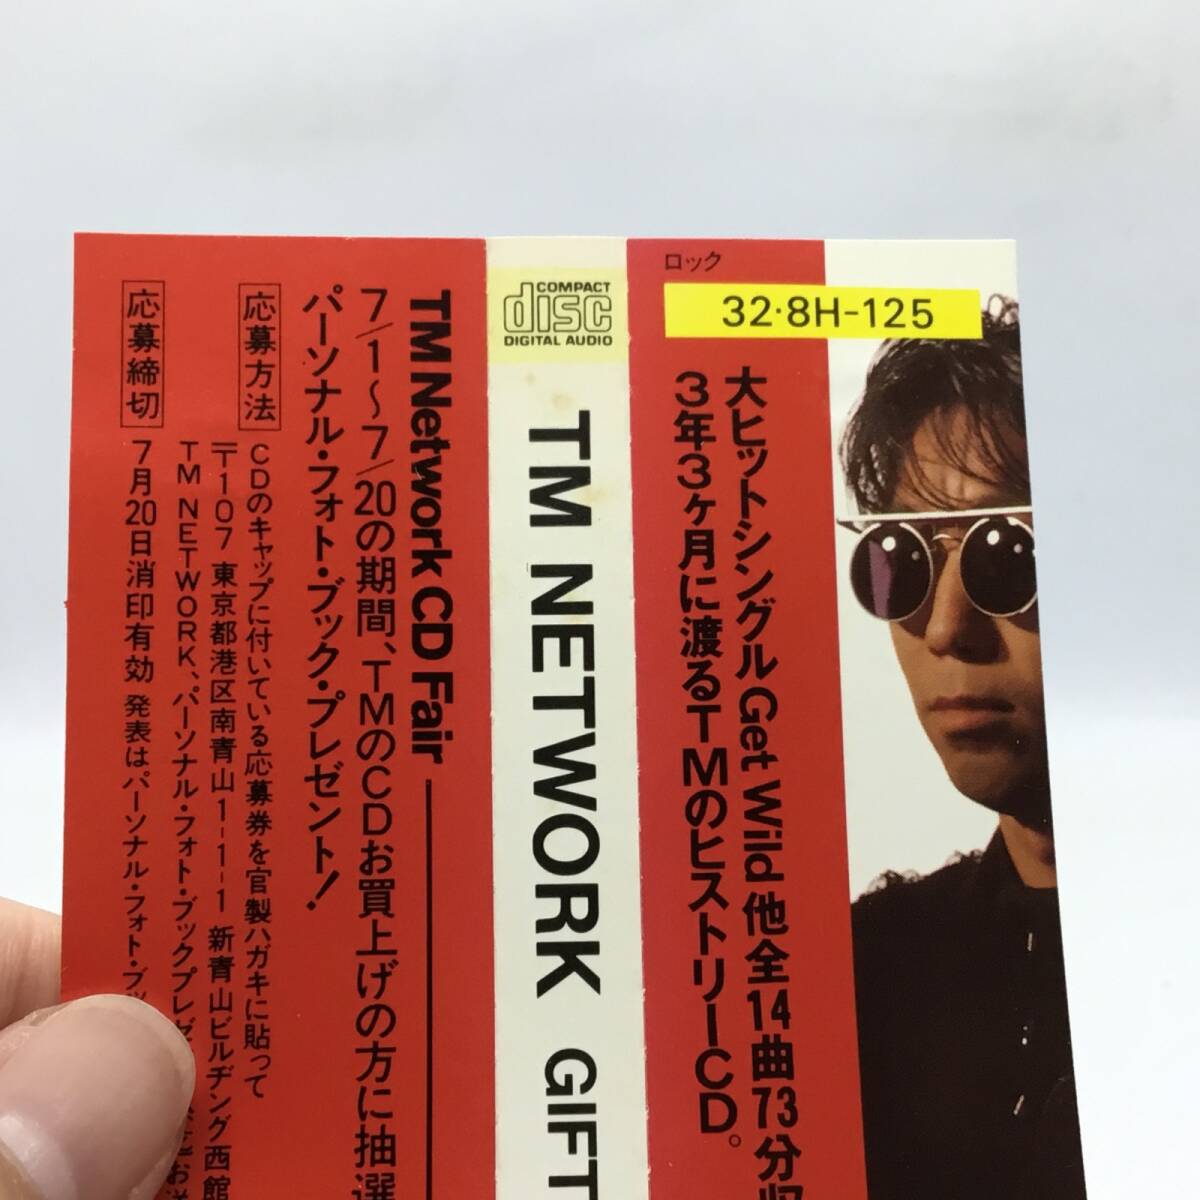 ロック
32・8H-125
大ヒットシングルGet Wild他全14曲73分収
3年3ヶ月に渡るTMのヒストリーCD。
COMPACT
disc
DIGITAL AUDIO
TM NETWORK GIFT
TM Network CD Fair
7/1〜7/20の期間、TMのCDお買上げの方に抽選
パーソナル・フォト・ブック・プレゼント!
応募方法
CDのキャップに付いている応募券を官製ハガキに貼って
〒107 東京都港区南青山1-1-1 新青山ビルヂング西館
TM NETWORK、パーソナル・フォト・ブックプレゼ
お送
応募締切
7月20日消印有効 発表はパーソナル・フォト・ブッ